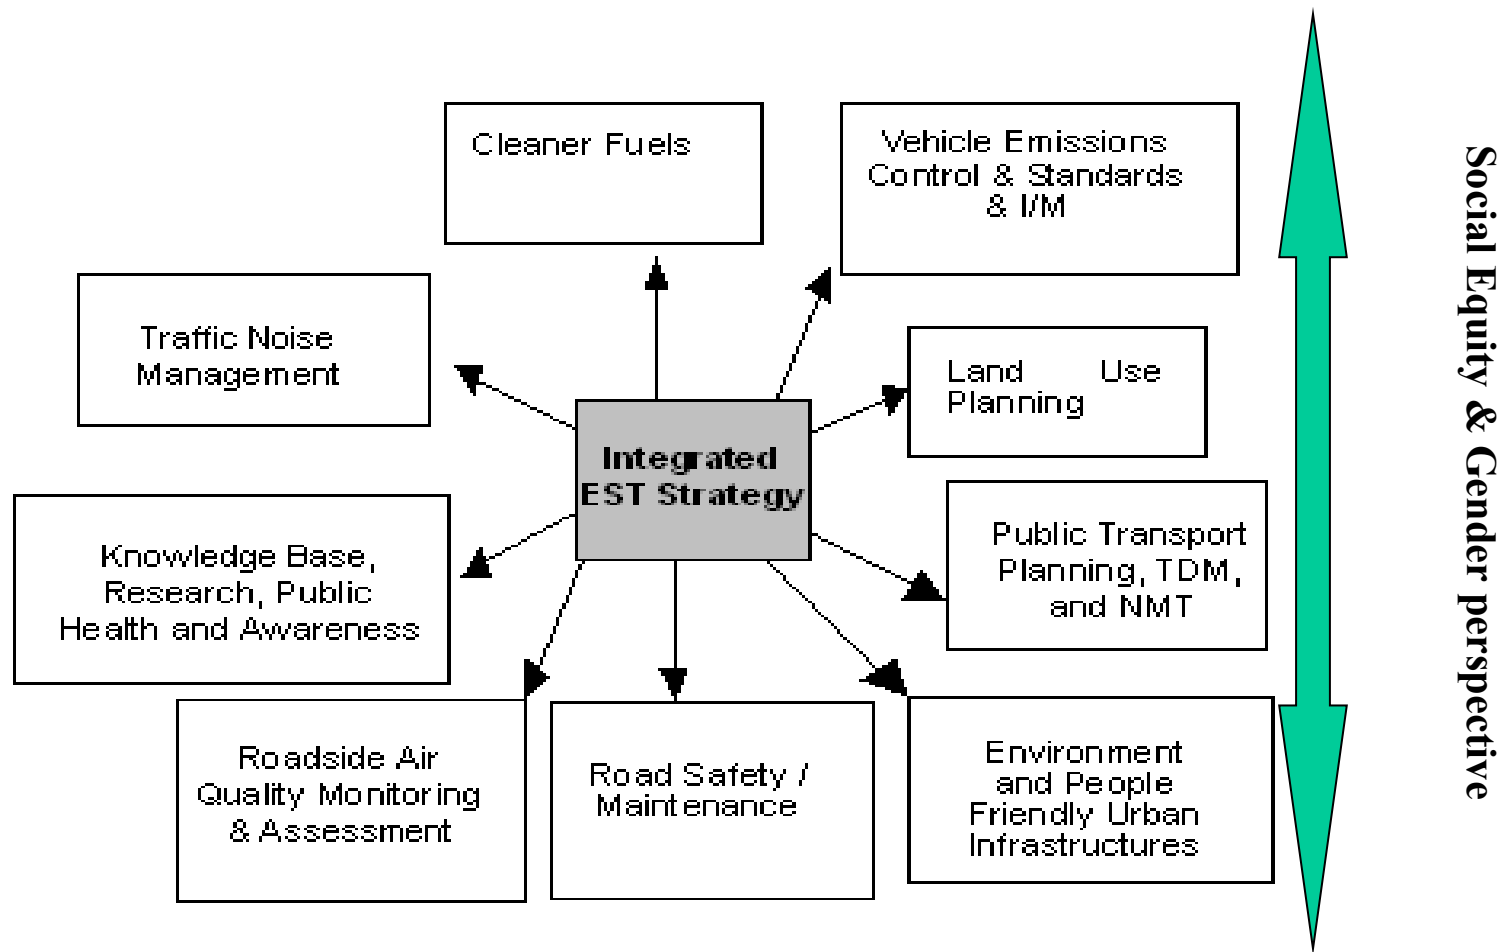 Cleaner Fuels
Vehicle Emissions
Control & Standards
& I/M
Traffic Noise
Management
Land Use
Planning
Integrated
EST Strategy
Public Transport
Planning, TDM,
and NMT
Knowledge Base,
Research, Public
Health and Awareness
Roadside Air
Quality Monitoring
& Assessment
Road Safety /
Maintenance
Environment
and People
Friendly Urban
Infrastructures
Social Equity & Gender perspective